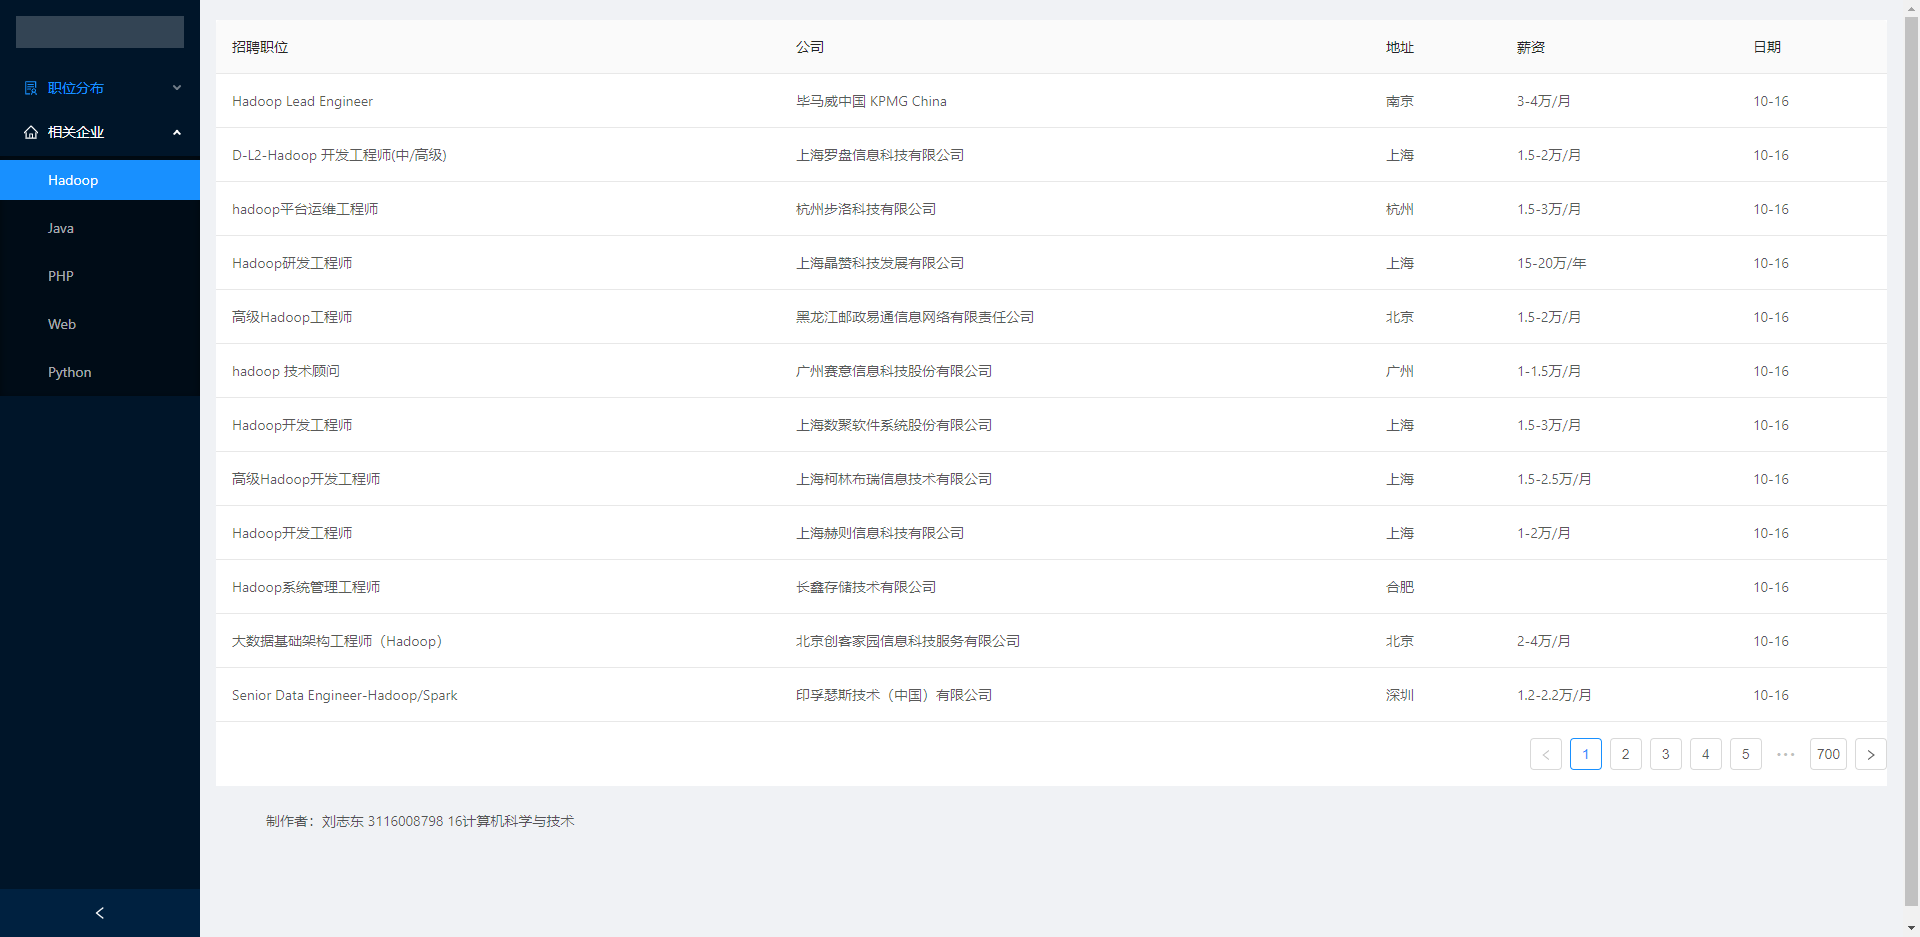 职位分布
相关企业
Hadoop
Java
PHP
Web
Python
招聘职位 公司 地址 薪资 日期
Hadoop Lead Engineer 毕马威中国 KPMG China 南京 3-4万/月 10-16
D-L2-Hadoop 开发工程师(中/高级) 上海罗盘信息科技有限公司 上海 1.5-2万/月 10-16
hadoop平台运维工程师 杭州步洛科技有限公司 杭州 1.5-3万/月 10-16
Hadoop研发工程师 上海晶赞科技发展有限公司 上海 15-20万/年 10-16
高级Hadoop工程师 黑龙江邮政易通信息网络有限责任公司 北京 1.5-2万/月 10-16
hadoop 技术顾问 广州赛意信息科技股份有限公司 广州 1-1.5万/月 10-16
Hadoop开发工程师 上海数聚软件系统股份有限公司 上海 1.5-3万/月 10-16
高级Hadoop开发工程师 上海柯林布瑞信息技术有限公司 上海 1.5-2.5万/月 10-16
Hadoop开发工程师 上海赫则信息科技有限公司 上海 1-2万/月 10-16
Hadoop系统管理工程师 长鑫存储技术有限公司 合肥 10-16
大数据基础架构工程师（Hadoop） 北京创客家园信息科技服务有限公司 北京 2-4万/月 10-16
Senior Data Engineer-Hadoop/Spark 印孚瑟斯技术（中国）有限公司 深圳 1.2-2.2万/月 10-16
< 1 2 3 4 5 ••• 700 >
制作者：刘志东 3116008798 16计算机科学与技术